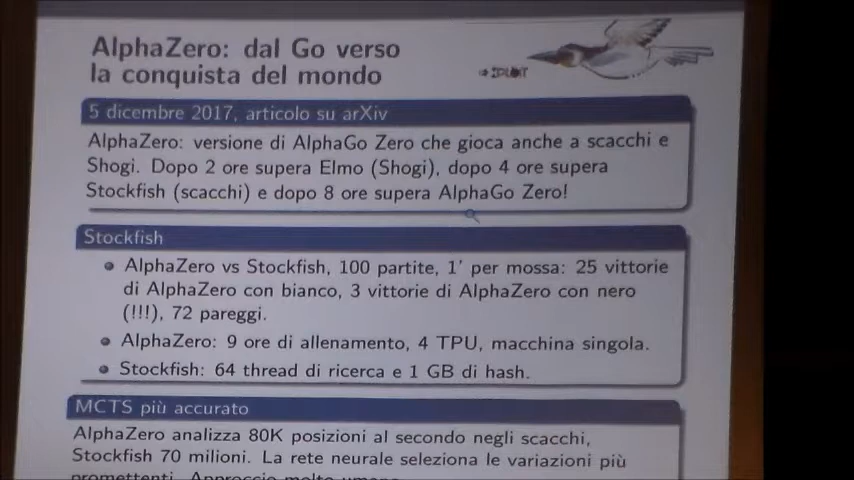 AlphaZero: dal Go verso
la conquista del mondo
5 dicembre 2017, articolo su arXiv
AlphaZero: versione di AlphaGo Zero che gioca anche a scacchi e
Shogi. Dopo 2 ore supera Elmo (Shogi), dopo 4 ore supera
Stockfish (scacchi) e dopo 8 ore supera AlphaGo Zero!
Stockfish
AlphaZero vs Stockfish, 100 partite, 1' per mossa: 25 vittorie
di AlphaZero con bianco, 3 vittorie di AlphaZero con nero
(!!!), 72 pareggi.
AlphaZero: 9 ore di allenamento, 4 TPU, macchina singola.
Stockfish: 64 thread di ricerca e 1 GB di hash.
MCTS più accurato
AlphaZero analizza 80K posizioni al secondo negli scacchi,
Stockfish 70 milioni. La rete neurale seleziona le variazioni più
promettenti. Approccio molto umano